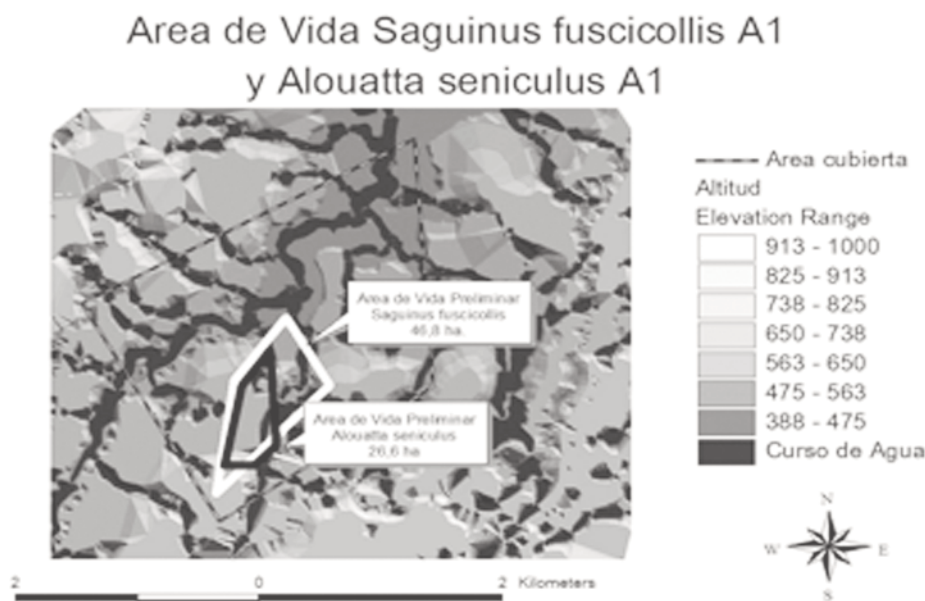 Area de Vida Saguinus fuscicollis A1
y Alouatta seniculus A1
Area de Vida Preliminar
Saguinus fuscicollis
46,8 ha.
Area de Vida Preliminar
Alouatta seniculus
26,6 ha
Area cubierta
Altitud
Elevation Range
913 - 1000
825 - 913
738 - 825
650 - 738
563 - 650
475 - 563
388 - 475
Curso de Agua
N
W E
S
2 0 2 Kilometers